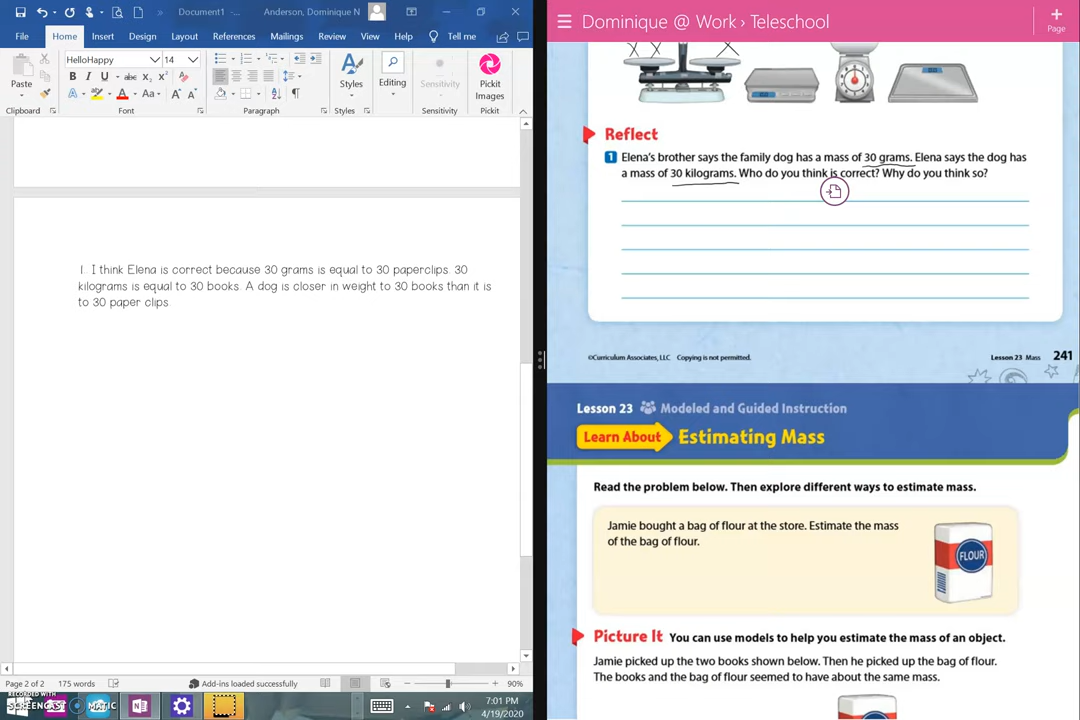 Document1 -...
Anderson, Dominique N
File
Home
Insert
Design
Layout
References
Mailings
Review
View
Help
Tell me
HelloHappy
14
Paste
Styles
Editing
Sensitivity
Pickit
Images
Clipboard
Font
Paragraph
Styles
Sensitivity
Pickit
1. I think Elena is correct because 30 grams is equal to 30 paperclips. 30
kilograms is equal to 30 books. A dog is closer in weight to 30 books than it is
to 30 paper clips.
Page 2 of 2
175 words
Add-ins loaded successfully
90%
RECORDED WITH
SCREENCAST
MATIC
7:01 PM
4/19/2020
Dominique @ Work › Teleschool
Page
Reflect
1 Elena's brother says the family dog has a mass of 30 grams. Elena says the dog has
a mass of 30 kilograms. Who do you think is correct? Why do you think so?
©Curriculum Associates, LLC Copying is not permitted.
Lesson 23 Mass 241
Lesson 23 Modeled and Guided Instruction
Learn About
Estimating Mass
Read the problem below. Then explore different ways to estimate mass.
Jamie bought a bag of flour at the store. Estimate the mass
of the bag of flour.
FLOUR
Picture It You can use models to help you estimate the mass of an object.
Jamie picked up the two books shown below. Then he picked up the bag of flour.
The books and the bag of flour seemed to have about the same mass.